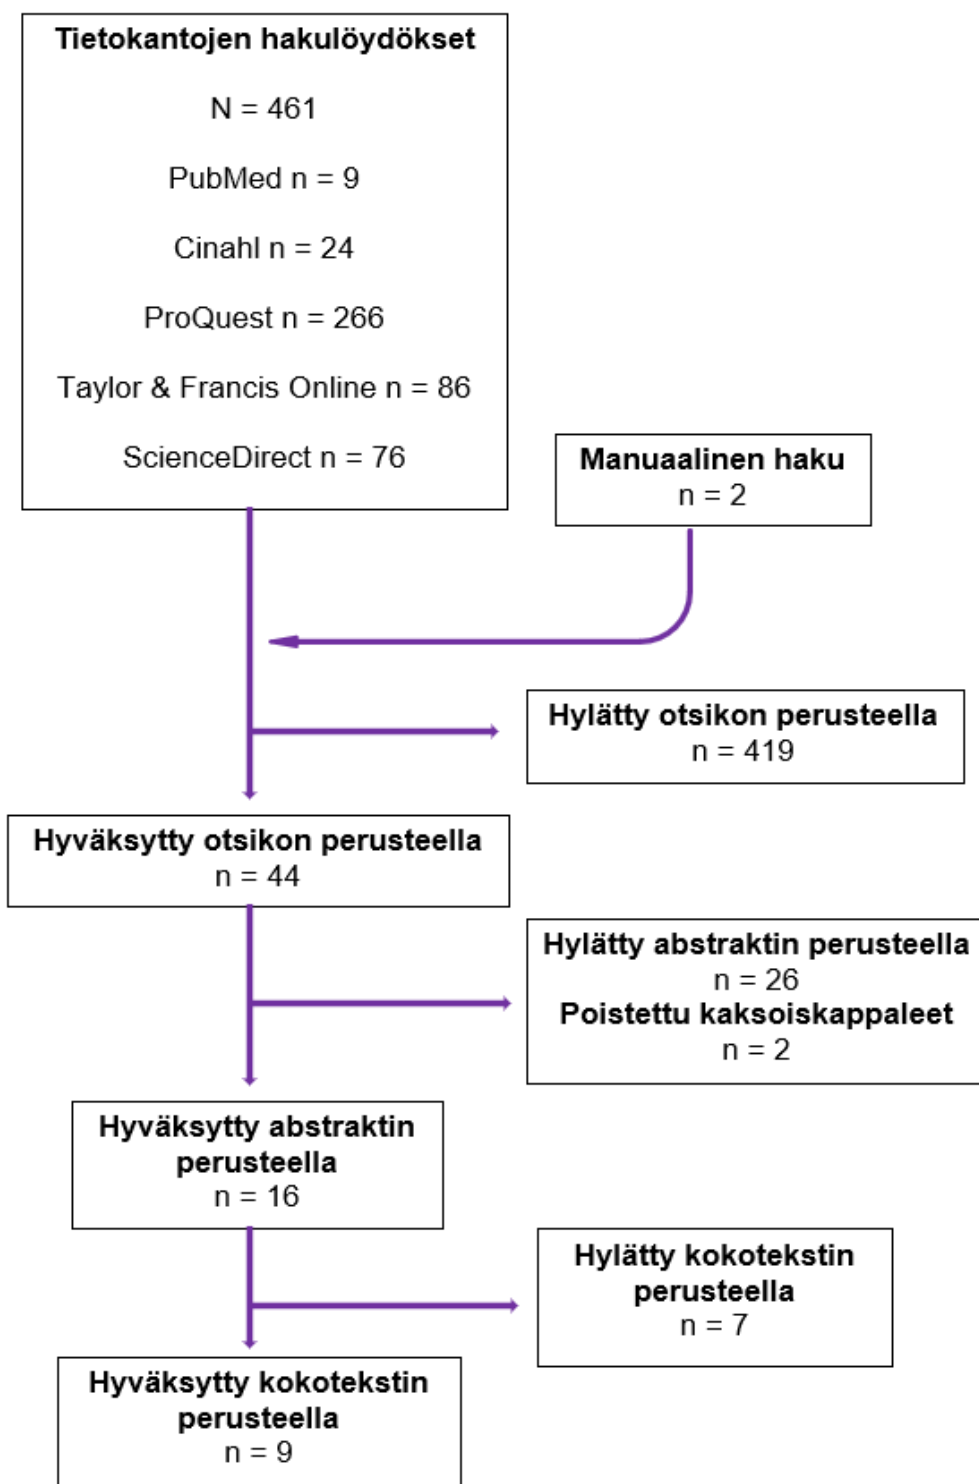 Tietokantojen hakulöydökset
N = 461
PubMed n = 9
Cinahl n = 24
ProQuest n = 266
Taylor & Francis Online n = 86
ScienceDirect n = 76
Manuaalinen haku
n = 2
Hylätty otsikon perusteella
n = 419
Hyväksytty otsikon perusteella
n = 44
Hylätty abstraktin perusteella
n = 26
Poistettu kaksoiskappaleet
n = 2
Hyväksytty abstraktin
perusteella
n = 16
Hylätty kokotekstin
perusteella
n = 7
Hyväksytty kokotekstin
perusteella
n = 9